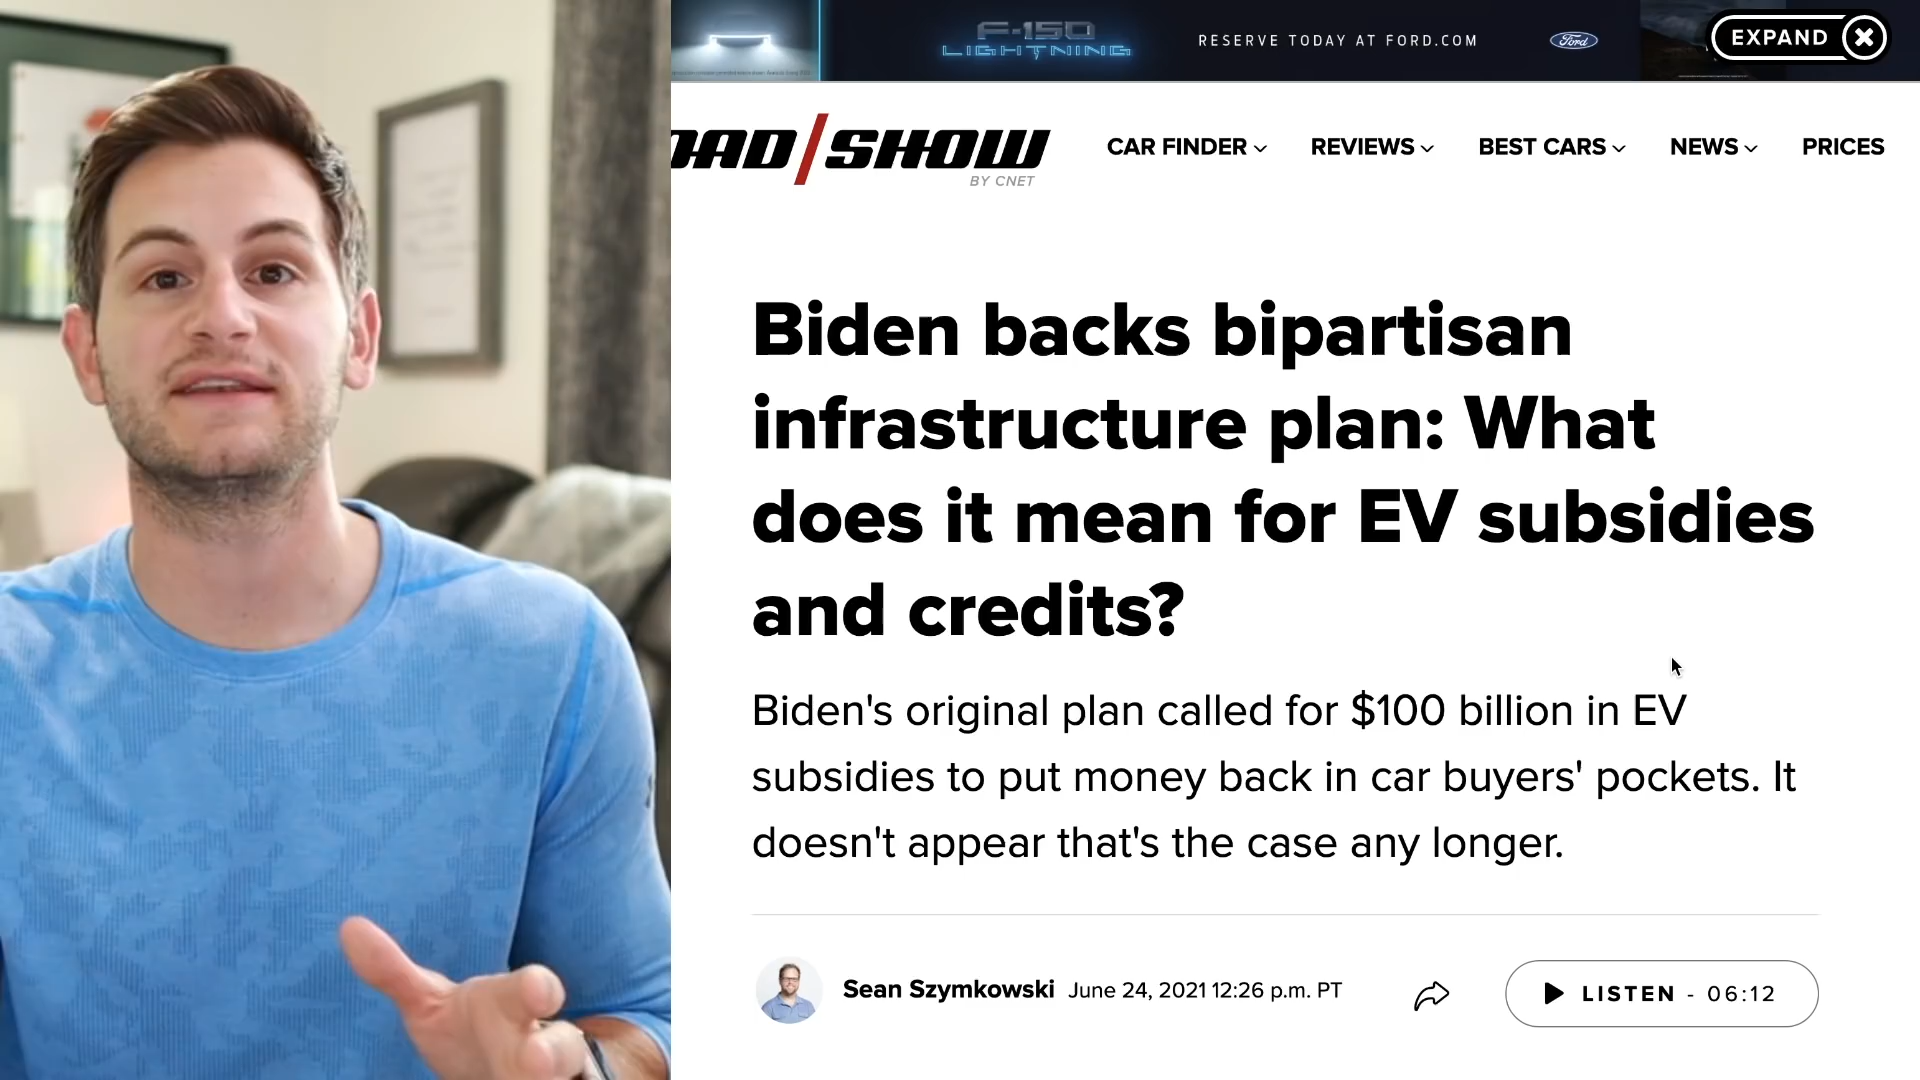 F-150
LIGHTNING
RESERVE TODAY AT FORD.COM
Ford
EXPAND
OAD/SHOW
BY CNET
CAR FINDER
REVIEWS
BEST CARS
NEWS
PRICES
Biden backs bipartisan
infrastructure plan: What
does it mean for EV subsidies
and credits?
Biden's original plan called for $100 billion in EV
subsidies to put money back in car buyers' pockets. It
doesn't appear that's the case any longer.
Sean Szymkowski June 24, 2021 12:26 p.m. PT
LISTEN - 06:12